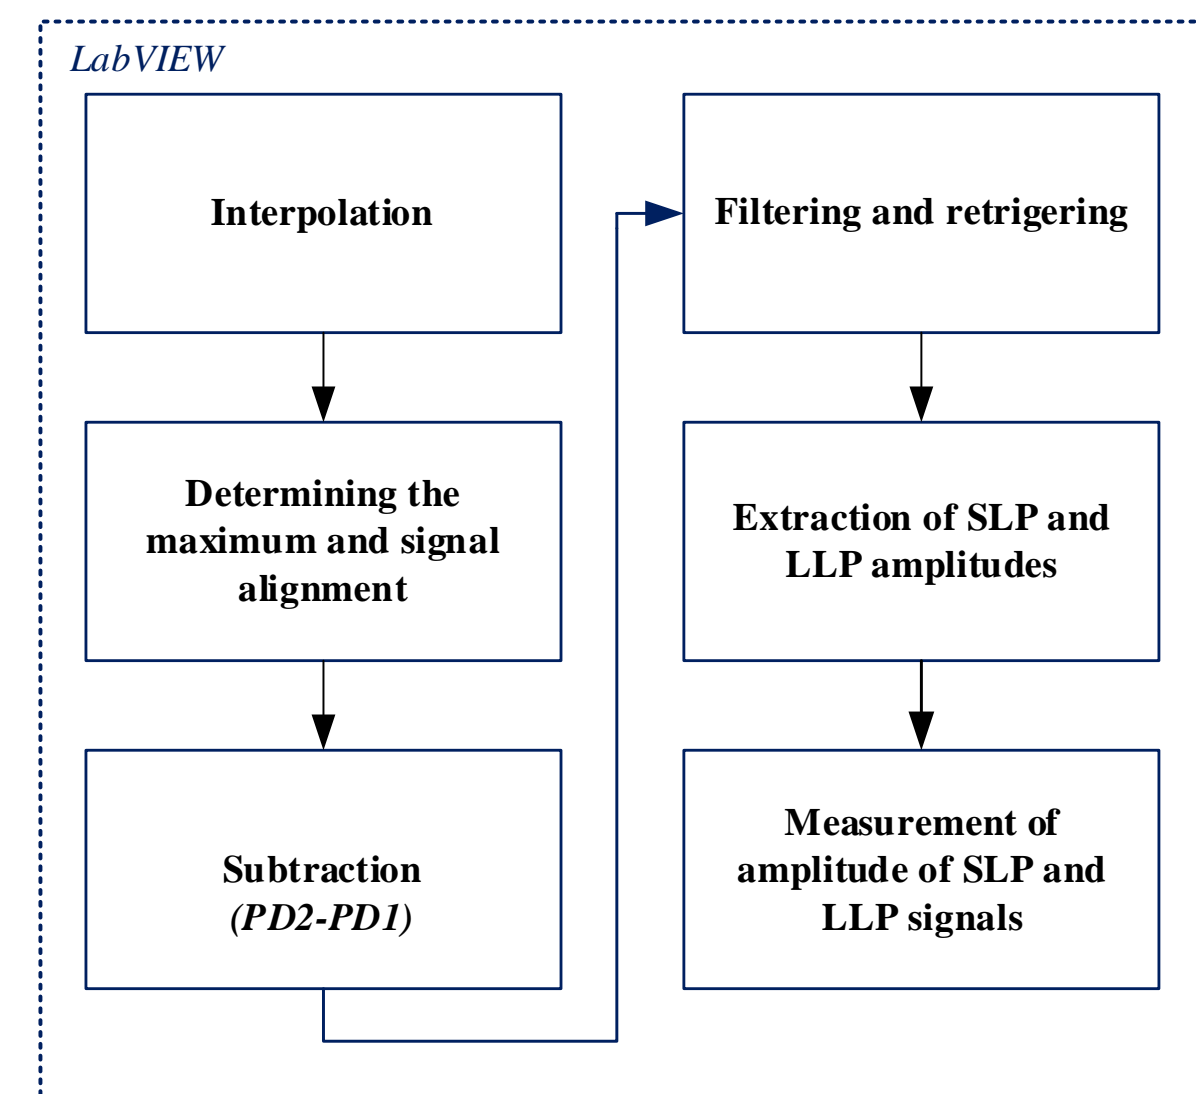 LabVIEW
Interpolation
Determining the
maximum and signal
alignment
Subtraction
(PD2-PD1)
Filtering and retrigering
Extraction of SLP and
LLP amplitudes
Measurement of
amplitude of SLP and
LLP signals